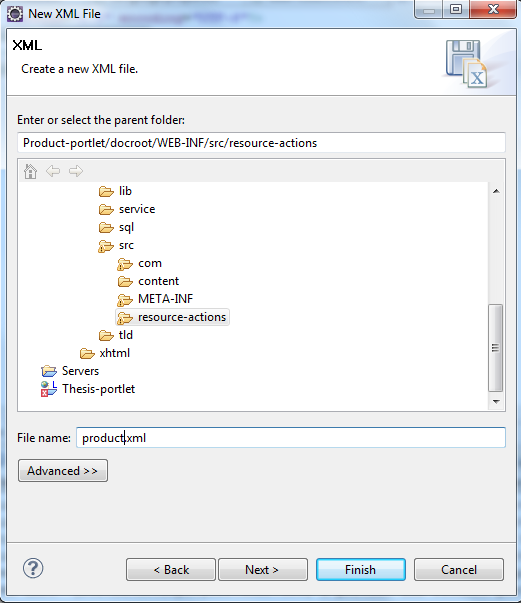 New XML File
XML
Create a new XML file.
X
Enter or select the parent folder:
Product-portlet/docroot/WEB-INF/src/resource-actions
lib
service
sql
src
com
content
META-INF
resource-actions
tld
xhtml
Servers
Thesis-portlet
File name: product.xml
Advanced >>
? < Back Next > Finish Cancel